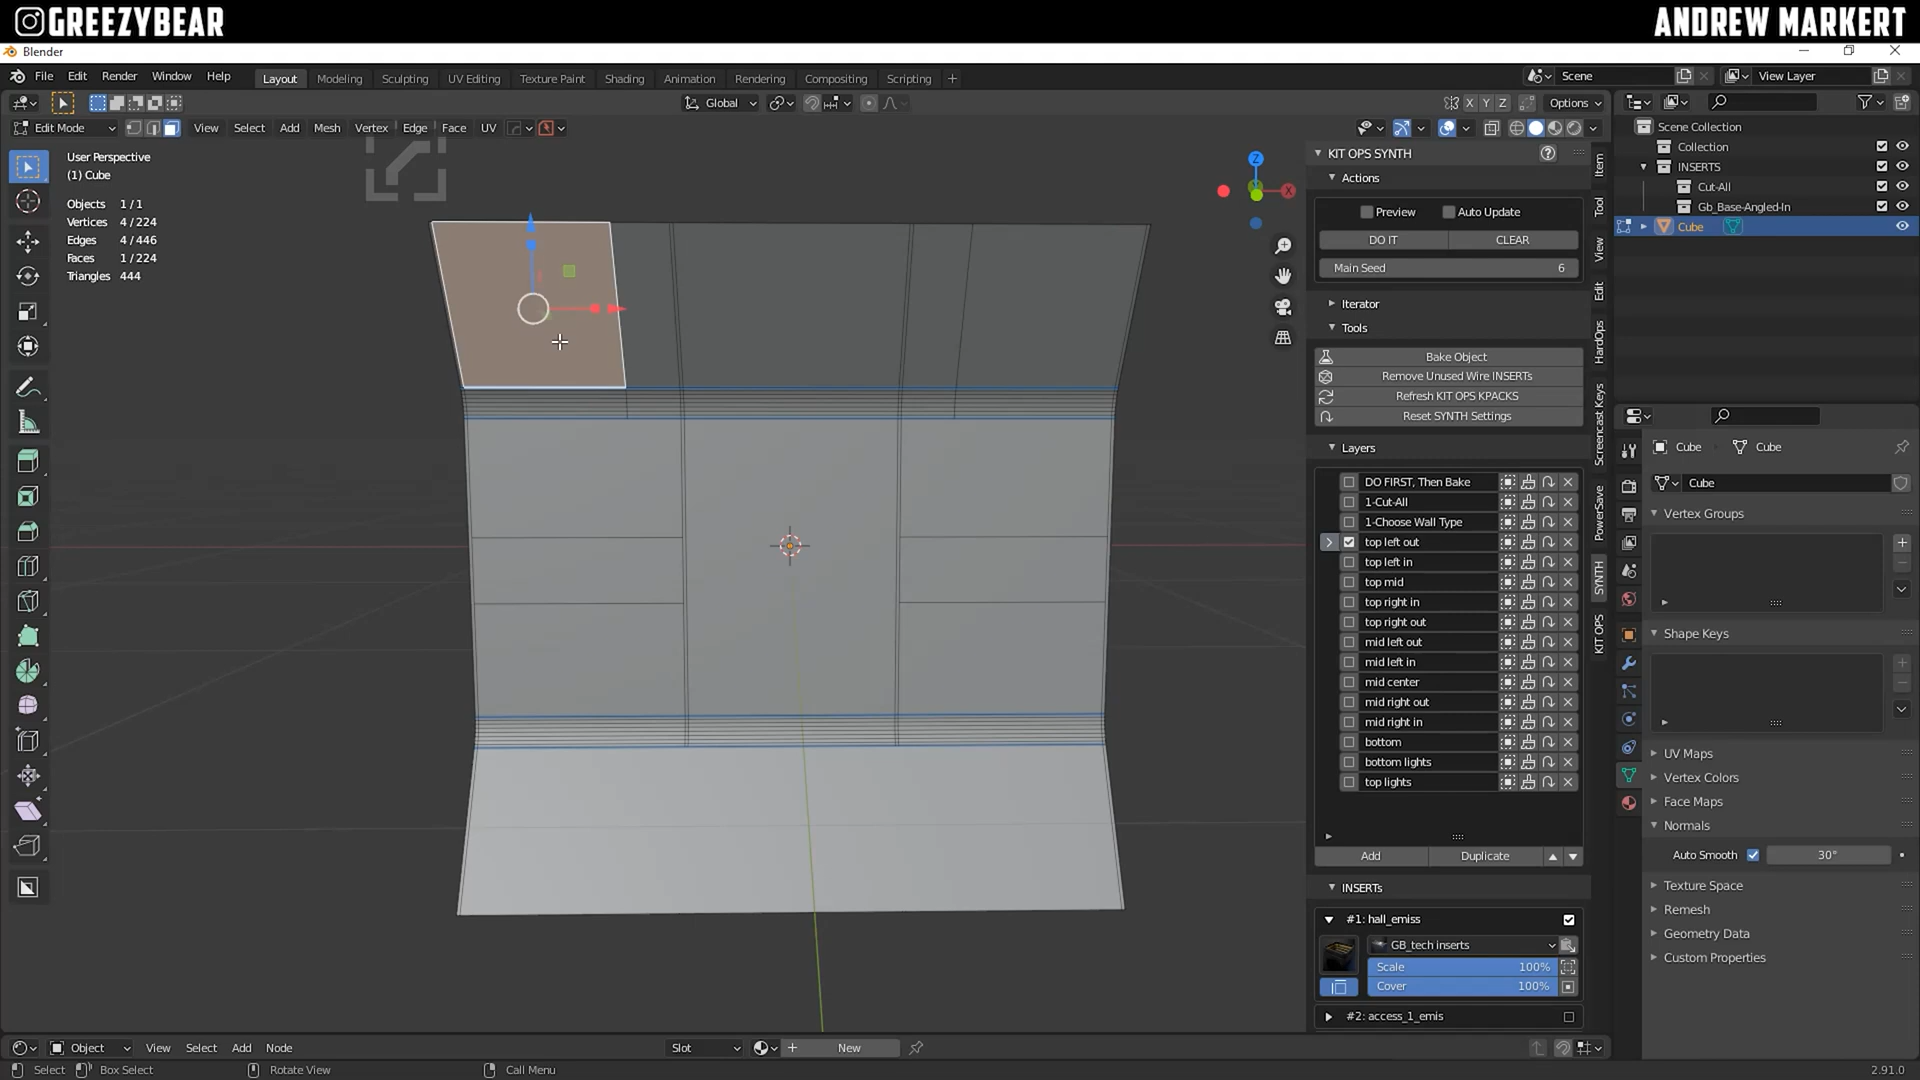 GREEZYBEAR
ANDREW MARKERT
Blender
File Edit Render Window Help
Layout Modeling Sculpting UV Editing Texture Paint Shading Animation Rendering Compositing Scripting +
Scene
View Layer
Global
X Y Z
Options
Edit Mode
View Select Add Mesh Vertex Edge Face UV
User Perspective
(1) Cube
Objects 1/1
Vertices 4/224
Edges 4/446
Faces 1/224
Triangles 444
Z
X
KIT OPS SYNTH
Actions
Preview
Auto Update
DO IT
CLEAR
Main Seed 6
Iterator
Tools
Bake Object
Remove Unused Wire INSERTs
Refresh KIT OPS KPACKS
Reset SYNTH Settings
Layers
DO FIRST, Then Bake
1-Cut-All
1-Choose Wall Type
top left out
top left in
top mid
top right in
top right out
mid left out
mid left in
mid center
mid right out
mid right in
bottom
bottom lights
top lights
Add
Duplicate
INSERTs
#1: hall_emiss
GB_tech inserts
Scale 100%
Cover 100%
#2: access_1_emis
Item
Tool
View
Edit
HardOps
Screencast Keys
PowerSave
SYNTH
KIT OPS
Scene Collection
Collection
INSERTS
Cut-All
Gb_Base-Angled-In
Cube
Cube
Cube
Cube
Vertex Groups
Shape Keys
UV Maps
Vertex Colors
Face Maps
Normals
Auto Smooth
30°
Texture Space
Remesh
Geometry Data
Custom Properties
Object View Select Add Node
Slot
New
Select
Box Select
Rotate View
Call Menu
2.91.0